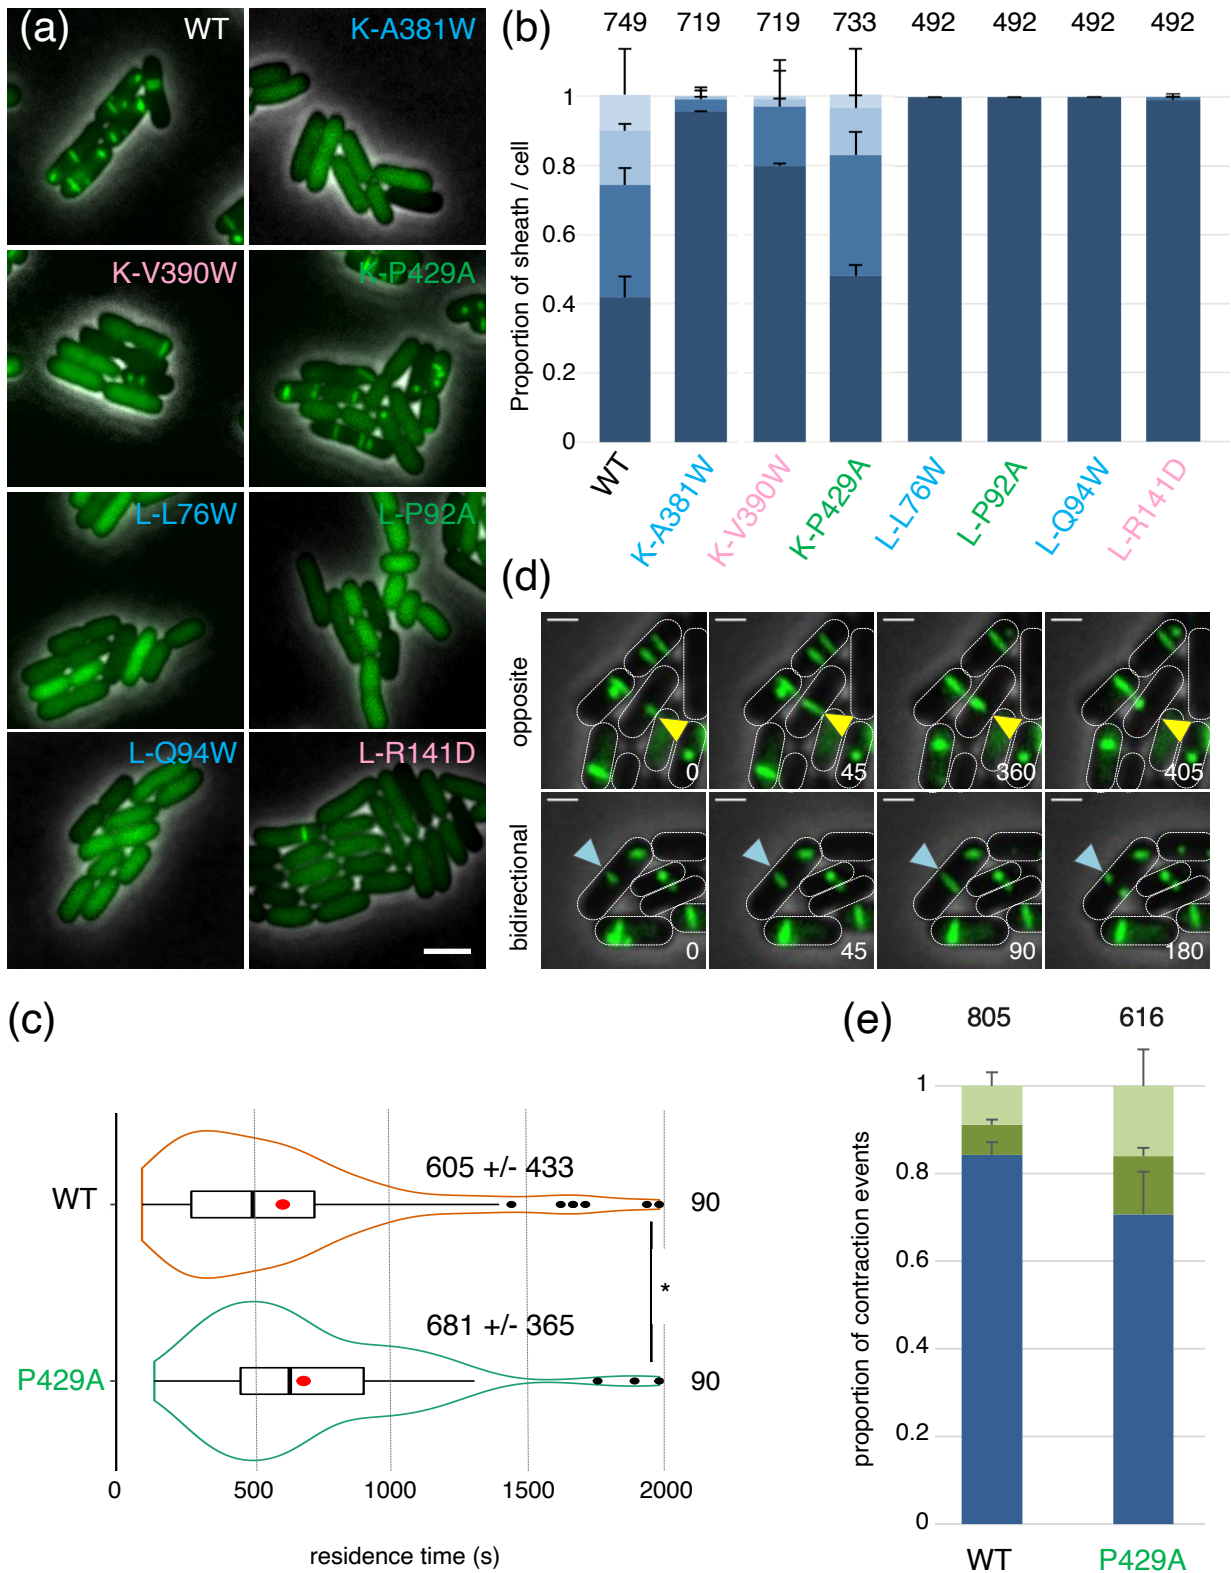 (a)
WT
K-A381W
K-V390W
K-P429A
L-L76W
L-P92A
L-Q94W
L-R141D
(b)
749 719 719 733 492 492 492 492
Proportion of sheath / cell
1
0.8
0.6
0.4
0.2
0
WT K-A381W K-V390W K-P429A L-L76W L-P92A L-Q94W L-R141D
(d)
opposite
0 45 360 405
bidirectional
0 45 90 180
(c)
WT
605 +/- 433
90
*
P429A
681 +/- 365
90
0 500 1000 1500 2000
residence time (s)
(e)
805 616
proportion of contraction events
1
0.8
0.6
0.4
0.2
0
WT P429A